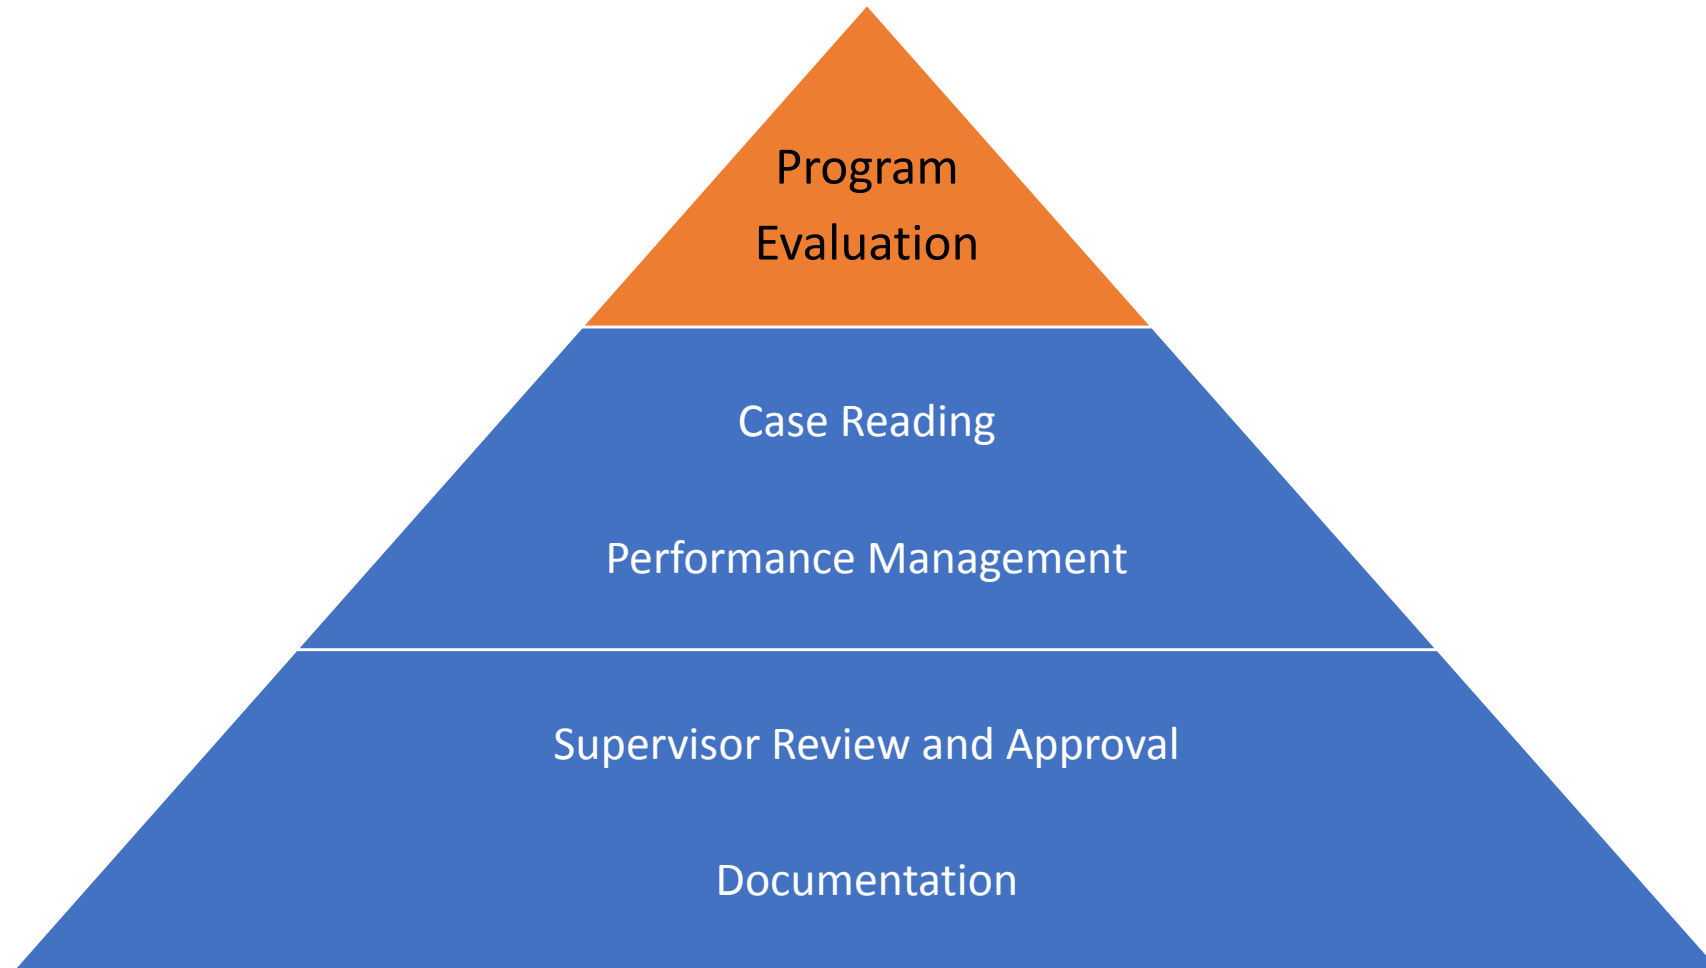 Program
Evaluation
Case Reading
Performance Management
Supervisor Review and Approval
Documentation